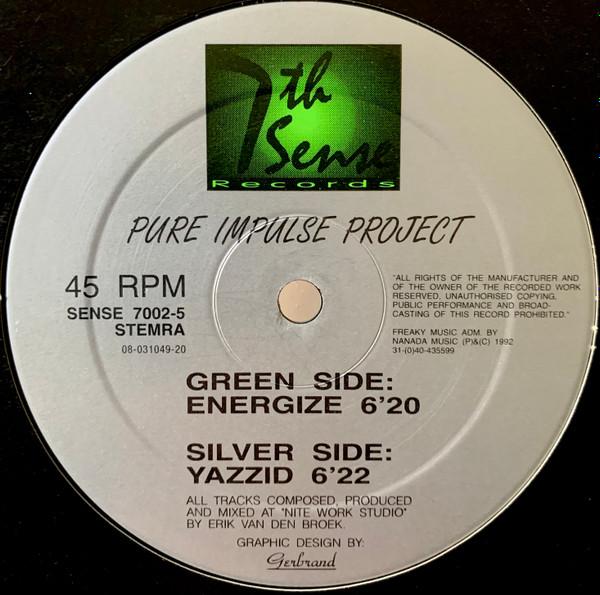 7th
Sense
Records
PURE IMPULSE PROJECT
45 RPM
SENSE 7002-5
STEMRA
08-031049-20
"ALL RIGHTS OF THE MANUFACTURER AND
OF THE OWNER OF THE RECORDED WORK
RESERVED, UNAUTHORISED COPYING,
PUBLIC PERFORMANCE AND BROAD-
CASTING OF THIS RECORD PROHIBITED."
FREAKY MUSIC ADM. BY
NANADA MUSIC (P)&(C) 1992
31-(0)40-435599
GREEN SIDE:
ENERGIZE 6'20
SILVER SIDE:
YAZZID 6'22
ALL TRACKS COMPOSED, PRODUCED
AND MIXED AT "NITE WORK STUDIO"
BY ERIK VAN DEN BROEK.
GRAPHIC DESIGN BY:
Gerbrand